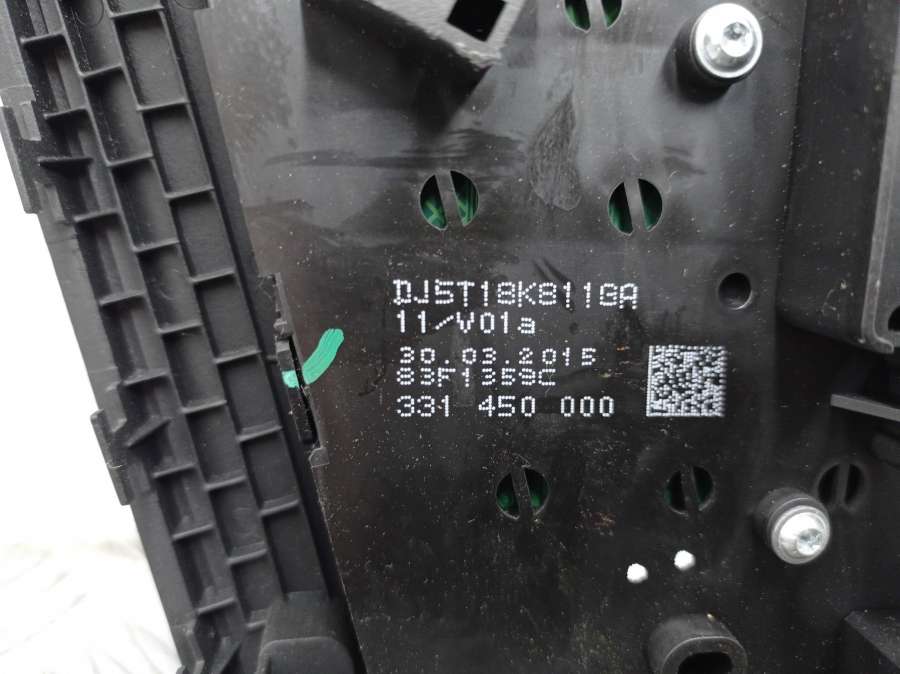 DJ5T18K811GA
11/V01a
30.03.2015
83F1359C
331 450 000